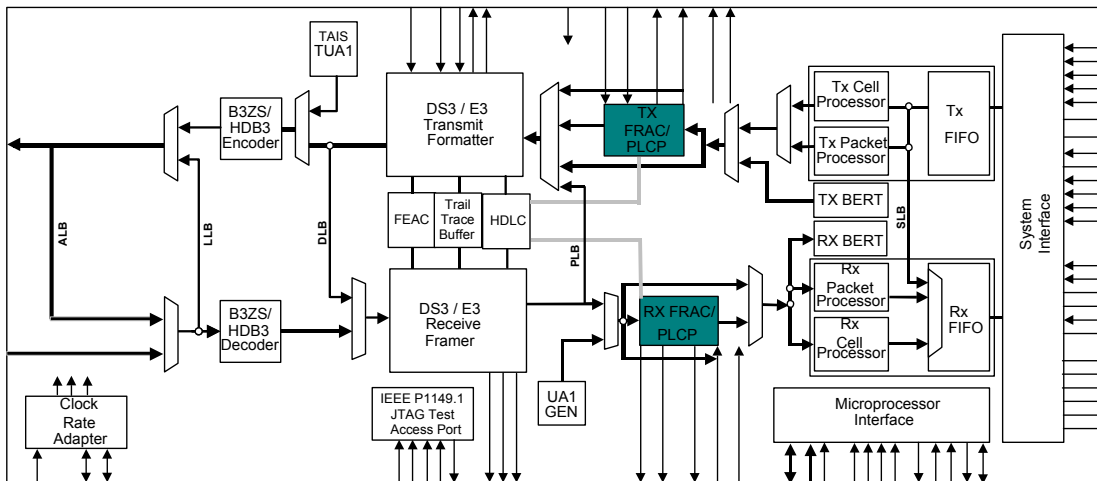 TAIS
TUA1
B3ZS/
HDB3
Encoder
DS3 / E3
Transmit
Formatter
TX
FRAC/
PLCP
Tx Cell
Processor
Tx Packet
Processor
Tx
FIFO
TX BERT
RX BERT
FEAC
Trail
Trace
Buffer
HDLC
ALB
LLB
DLB
PLB
SLB
System
Interface
B3ZS/
HDB3
Decoder
DS3 / E3
Receive
Framer
RX FRAC/
PLCP
Rx
Packet
Processor
Rx
Cell
Processor
Rx
FIFO
UA1
GEN
Clock
Rate
Adapter
IEEE P1149.1
JTAG Test
Access Port
Microprocessor
Interface